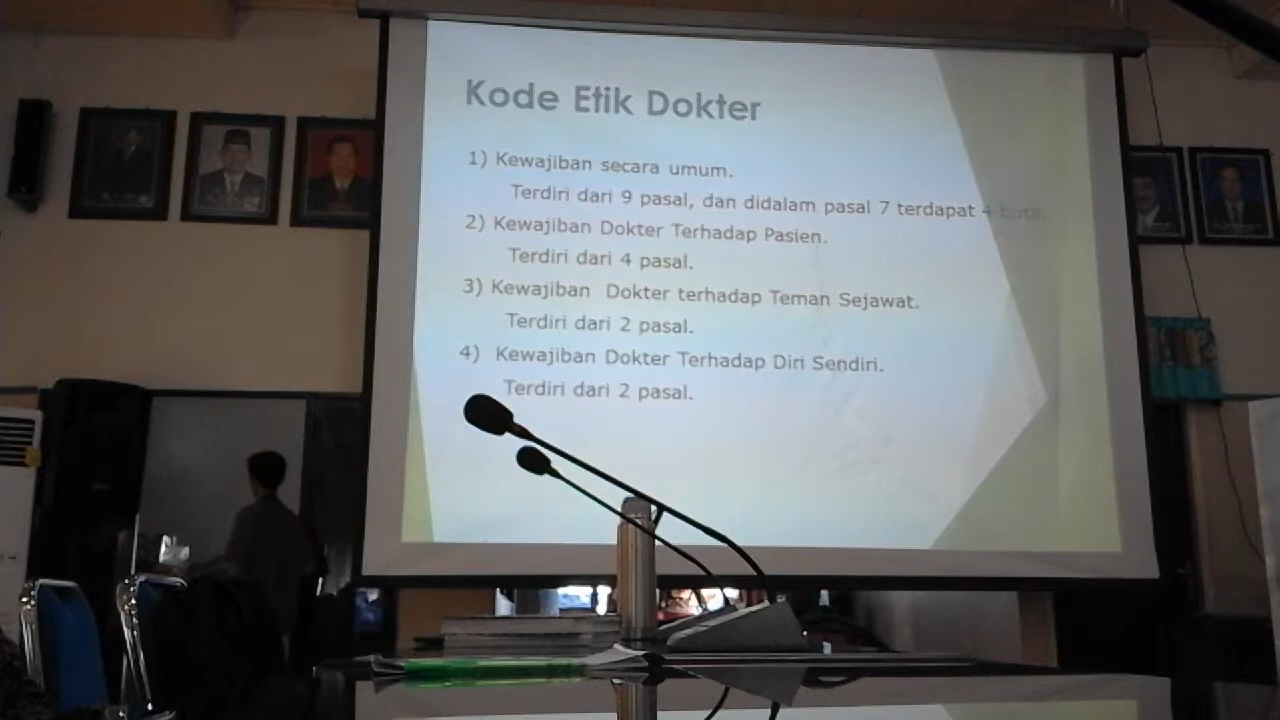 Kode Etik Dokter
1) Kewajiban secara umum.
Terdiri dari 9 pasal, dan didalam pasal 7 terdapat 4 butir
2) Kewajiban Dokter Terhadap Pasien.
Terdiri dari 4 pasal.
3) Kewajiban Dokter terhadap Teman Sejawat.
Terdiri dari 2 pasal.
4) Kewajiban Dokter Terhadap Diri Sendiri.
Terdiri dari 2 pasal.